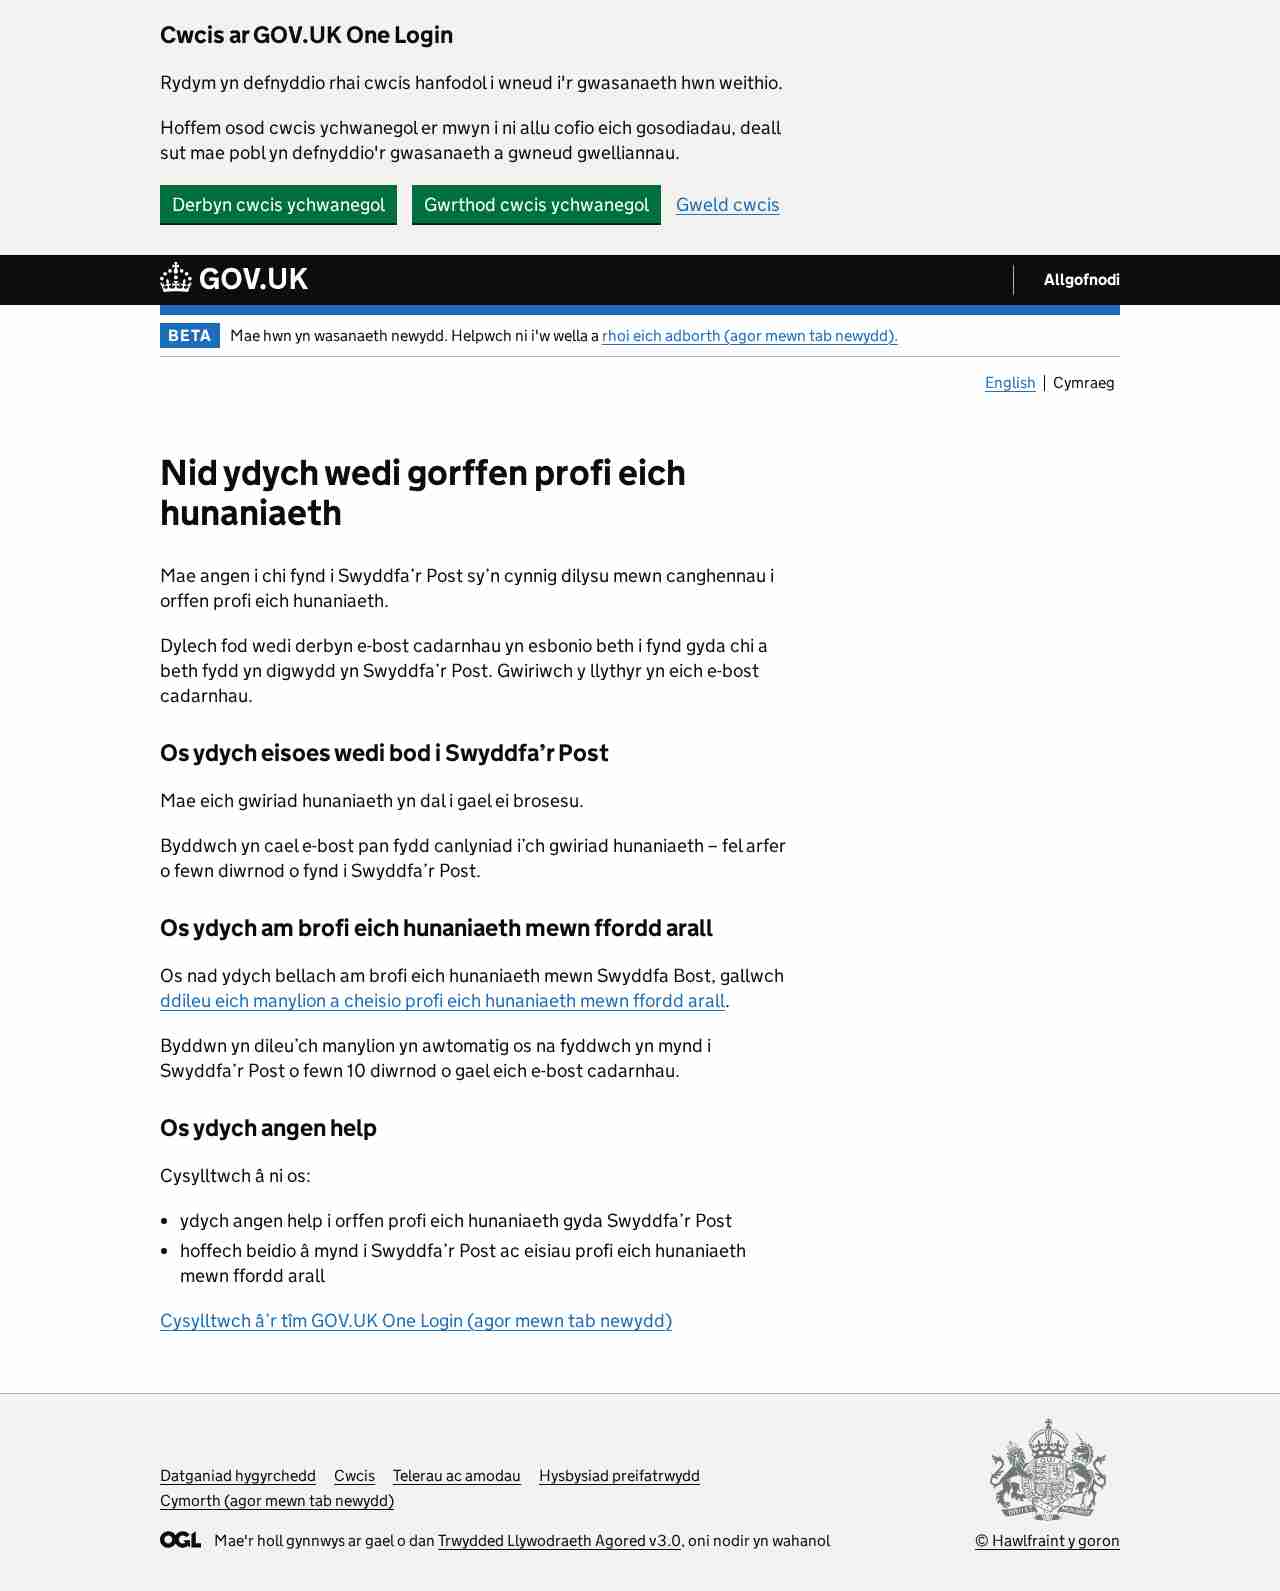 Cwcis ar GOV.UK One Login
Rydym yn defnyddio rhai cwcis hanfodol i wneud i'r gwasanaeth hwn weithio.
Hoffem osod cwcis ychwanegol er mwyn i ni allu cofio eich gosodiadau, deall
sut mae pobl yn defnyddio'r gwasanaeth a gwneud gwelliannau.
Derbyn cwcis ychwanegol
Gwrthod cwcis ychwanegol
Gweld cwcis
GOV.UK
Allgofnodi
BETA
Mae hwn yn wasanaeth newydd. Helpwch ni i'w wella a rhoi eich adborth (agor mewn tab newydd).
English
Cymraeg
Nid ydych wedi gorffen profi eich
hunaniaeth
Mae angen i chi fynd i Swyddfa’r Post sy’n cynnig dilysu mewn canghennau i
orffen profi eich hunaniaeth.
Dylech fod wedi derbyn e-bost cadarnhau yn esbonio beth i fynd gyda chi a
beth fydd yn digwydd yn Swyddfa’r Post. Gwiriwch y llythyr yn eich e-bost
cadarnhau.
Os ydych eisoes wedi bod i Swyddfa’r Post
Mae eich gwiriad hunaniaeth yn dal i gael ei brosesu.
Byddwch yn cael e-bost pan fydd canlyniad i’ch gwiriad hunaniaeth – fel arfer
o fewn diwrnod o fynd i Swyddfa’r Post.
Os ydych am brofi eich hunaniaeth mewn ffordd arall
Os nad ydych bellach am brofi eich hunaniaeth mewn Swyddfa Bost, gallwch
ddileu eich manylion a cheisio profi eich hunaniaeth mewn ffordd arall.
Byddwn yn dileu’ch manylion yn awtomatig os na fyddwch yn mynd i
Swyddfa’r Post o fewn 10 diwrnod o gael eich e-bost cadarnhau.
Os ydych angen help
Cysylltwch â ni os:
• ydych angen help i orffen profi eich hunaniaeth gyda Swyddfa’r Post
• hoffech beidio â mynd i Swyddfa’r Post ac eisiau profi eich hunaniaeth
mewn ffordd arall
Cysylltwch â’r tîm GOV.UK One Login (agor mewn tab newydd)
Datganiad hygyrchedd Cwcis Telerau ac amodau Hysbysiad preifatrwydd
Cymorth (agor mewn tab newydd)
OGL Mae'r holl gynnwys ar gael o dan Trwydded Llywodraeth Agored v3.0, oni nodir yn wahanol
© Hawlfraint y goron